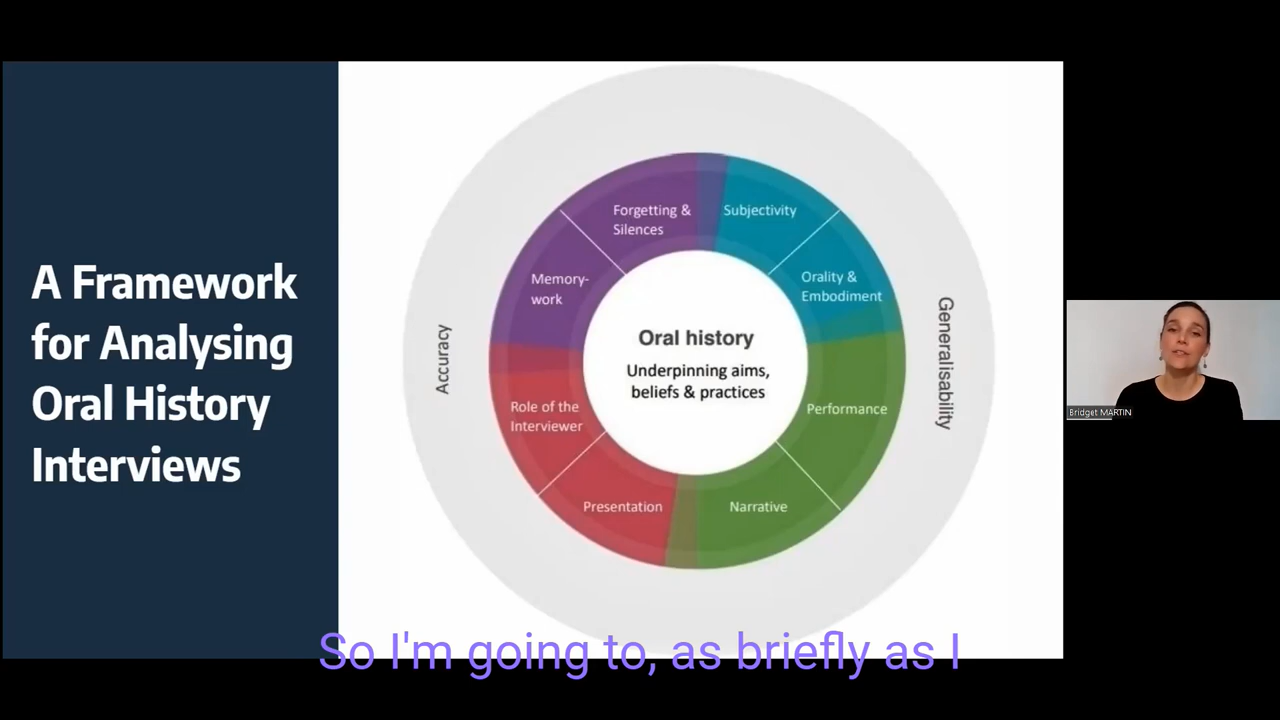 A Framework
for Analysing
Oral History
Interviews
Forgetting &
Silences
Subjectivity
Memory-
work
Orality &
Embodiment
Accuracy
Generalisability
Oral history
Underpinning aims,
beliefs & practices
Role of the
Interviewer
Performance
Presentation
Narrative
Bridget MARTIN
So I'm going to, as briefly as I